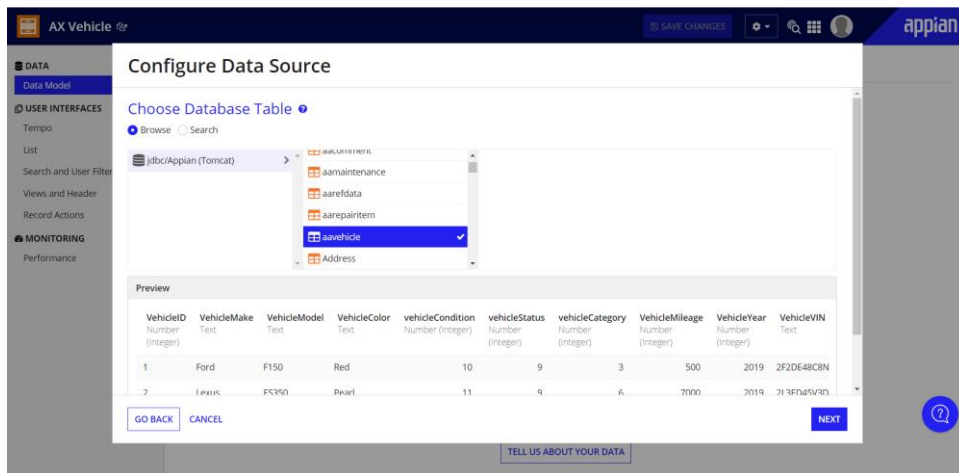 AX Vehicle
SAVE CHANGES
appian
DATA
Data Model
USER INTERFACES
Tempo
List
Search and User Filter
Views and Header
Record Actions
MONITORING
Performance
Configure Data Source
Choose Database Table
Browse
Search
jdbc/Appian (Tomcat)
aacomment
aamaintenance
aarefdata
aarepairitem
aavehicle
Address
Preview
VehicleID VehicleMake VehicleModel VehicleColor vehicleCondition vehicleStatus vehicleCategory VehicleMileage VehicleYear VehicleVIN
Number (Integer) Text Text Text Number (Integer) Number (Integer) Number (Integer) Number (Integer) Number (Integer) Text
1 Ford F150 Red 10 9 3 500 2019 2F2DE48C8N
2 Lexus ES350 Pearl 11 9 6 7000 2019 2L3FD45V3D
GO BACK
CANCEL
NEXT
TELL US ABOUT YOUR DATA